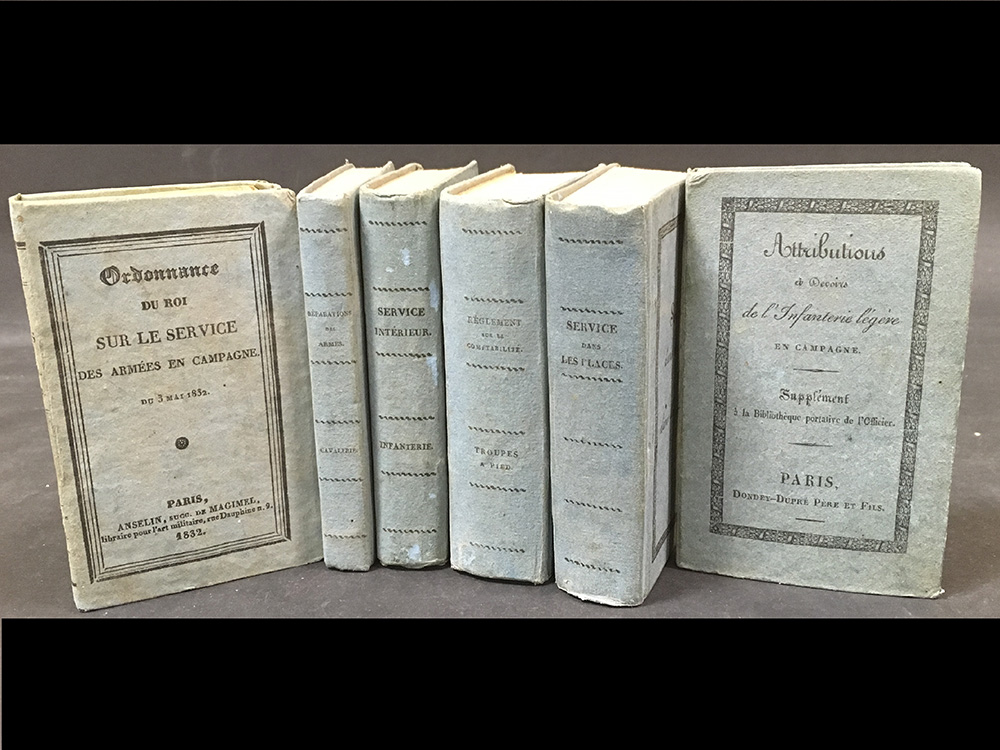 Ordonnance
DU ROI
SUR LE SERVICE
DES ARMÉES EN CAMPAGNE.
DU 3 MAI 1832.
PARIS,
ANSELIN, SUCC. DE MAGIMEL,
libraire pour l'art militaire, rue Dauphine n. 9.
1832.
RÉPARATIONS
DES
ARMES.
CAVALERIE.
SERVICE
INTÉRIEUR.
INFANTERIE.
RÈGLEMENT
SUR LA
COMPTABILITÉ.
TROUPES
A PIED
SERVICE
DANS
LES PLACES.
Attributions
et Devoirs
de l'Infanterie légère
EN CAMPAGNE.
Supplément
à la Bibliothèque portative de l'Officier.
PARIS,
DONDEY-DUPRÉ PÈRE ET FILS.